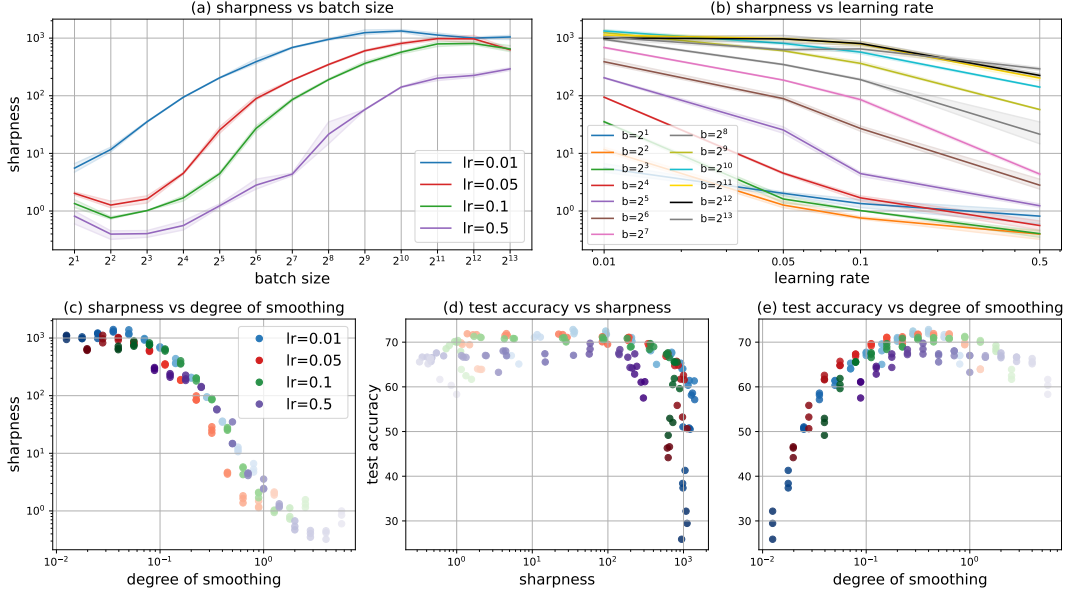 (a) sharpness vs batch size
sharpness
10³
10²
10¹
10⁰
2¹ 2² 2³ 2⁴ 2⁵ 2⁶ 2⁷ 2⁸ 2⁹ 2¹⁰ 2¹¹ 2¹² 2¹³
batch size
lr=0.01
lr=0.05
lr=0.1
lr=0.5
(b) sharpness vs learning rate
10³
10²
10¹
10⁰
b=2¹
b=2²
b=2³
b=2⁴
b=2⁵
b=2⁶
b=2⁷
b=2⁸
b=2⁹
b=2¹⁰
b=2¹¹
b=2¹²
b=2¹³
0.01 0.05 0.1 0.5
learning rate
(c) sharpness vs degree of smoothing
sharpness
10³
10²
10¹
10⁰
lr=0.01
lr=0.05
lr=0.1
lr=0.5
10⁻² 10⁻¹ 10⁰
degree of smoothing
(d) test accuracy vs sharpness
test accuracy
70
60
50
40
30
10⁰ 10¹ 10² 10³
sharpness
(e) test accuracy vs degree of smoothing
70
60
50
40
30
10⁻² 10⁻¹ 10⁰
degree of smoothing